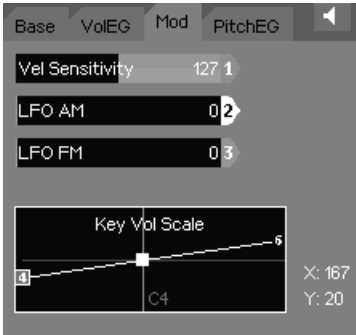 Base VolEG Mod PitchEG
Vel Sensitivity 127 1
LFO AM 0 2
LFO FM 0 3
Key Vol Scale
6
4
X: 167
C4 Y: 20